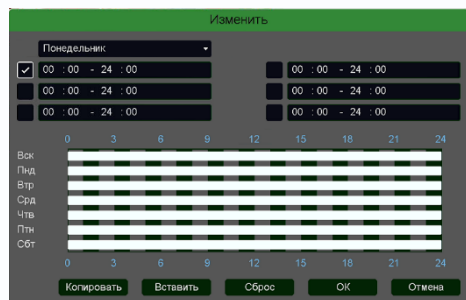 Изменить
Понедельник
00 :00 - 24 :00 00 :00 - 24 :00
00 :00 - 24 :00 00 :00 - 24 :00
00 :00 - 24 :00 00 :00 - 24 :00
0 3 6 9 12 15 18 21 24
Вск
Пнд
Втр
Срд
Чтв
Птн
Сбт
0 3 6 9 12 15 18 21 24
Копировать Вставить Сброс ОК Отмена